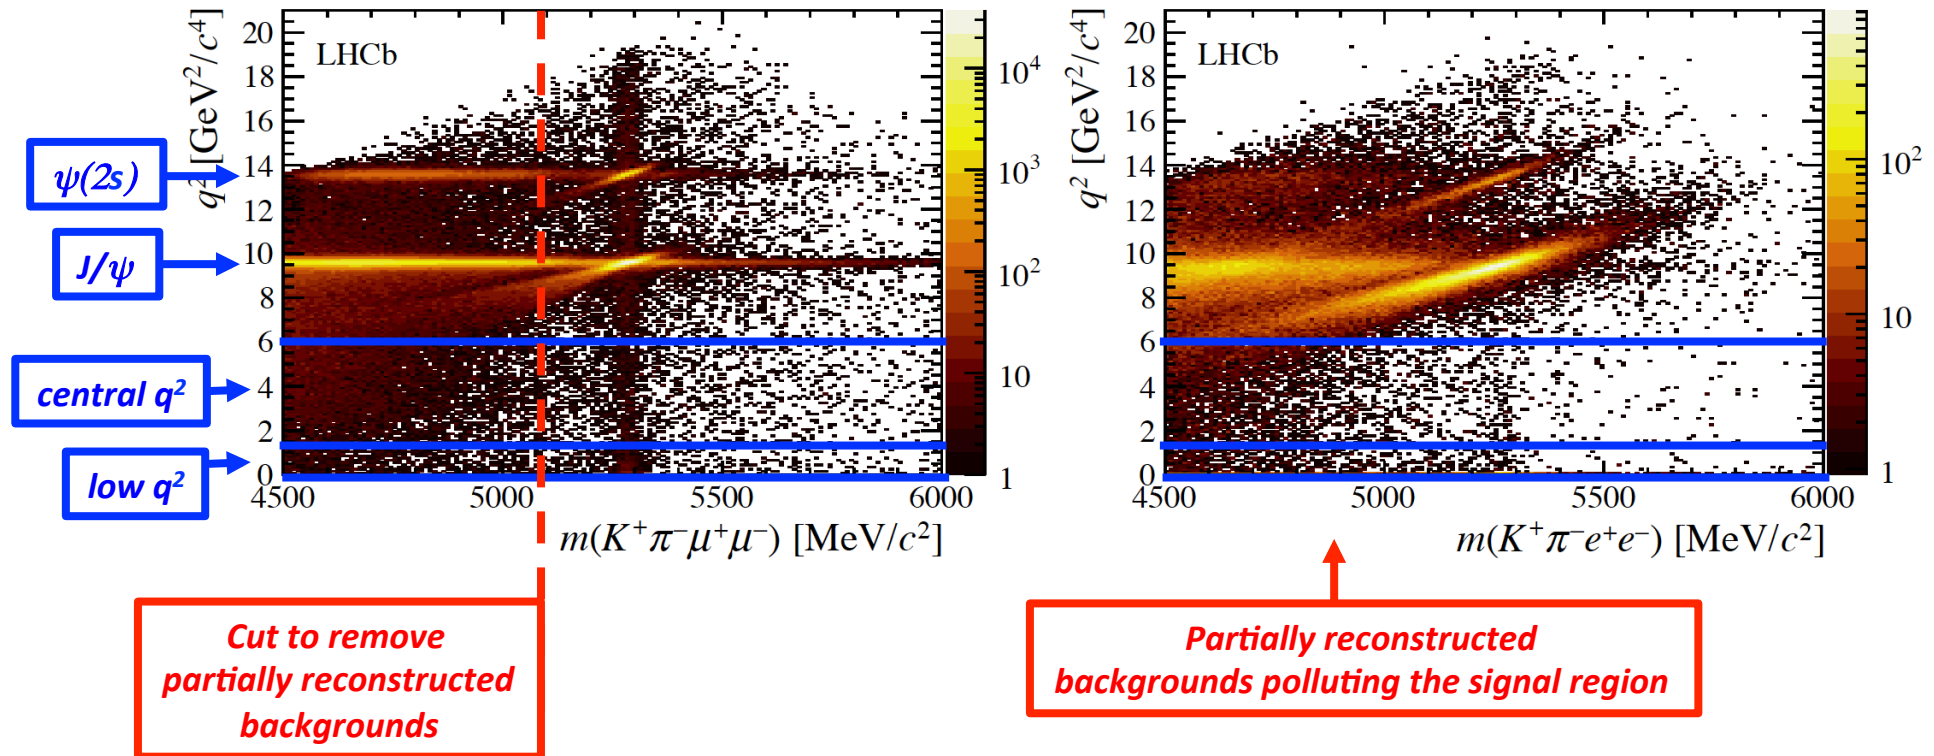 ψ(2s)
J/ψ
central q²
low q²
q² [GeV²/c⁴]
20
18
16
14
12
10
8
6
4
2
0
LHCb
10⁴
10³
10²
10
1
4500 5000 5500 6000
m(K⁺π⁻μ⁺μ⁻) [MeV/c²]
Cut to remove
partially reconstructed
backgrounds
q² [GeV²/c⁴]
20
18
16
14
12
10
8
6
4
2
0
LHCb
10²
10
1
4500 5000 5500 6000
m(K⁺π⁻e⁺e⁻) [MeV/c²]
Partially reconstructed
backgrounds polluting the signal region